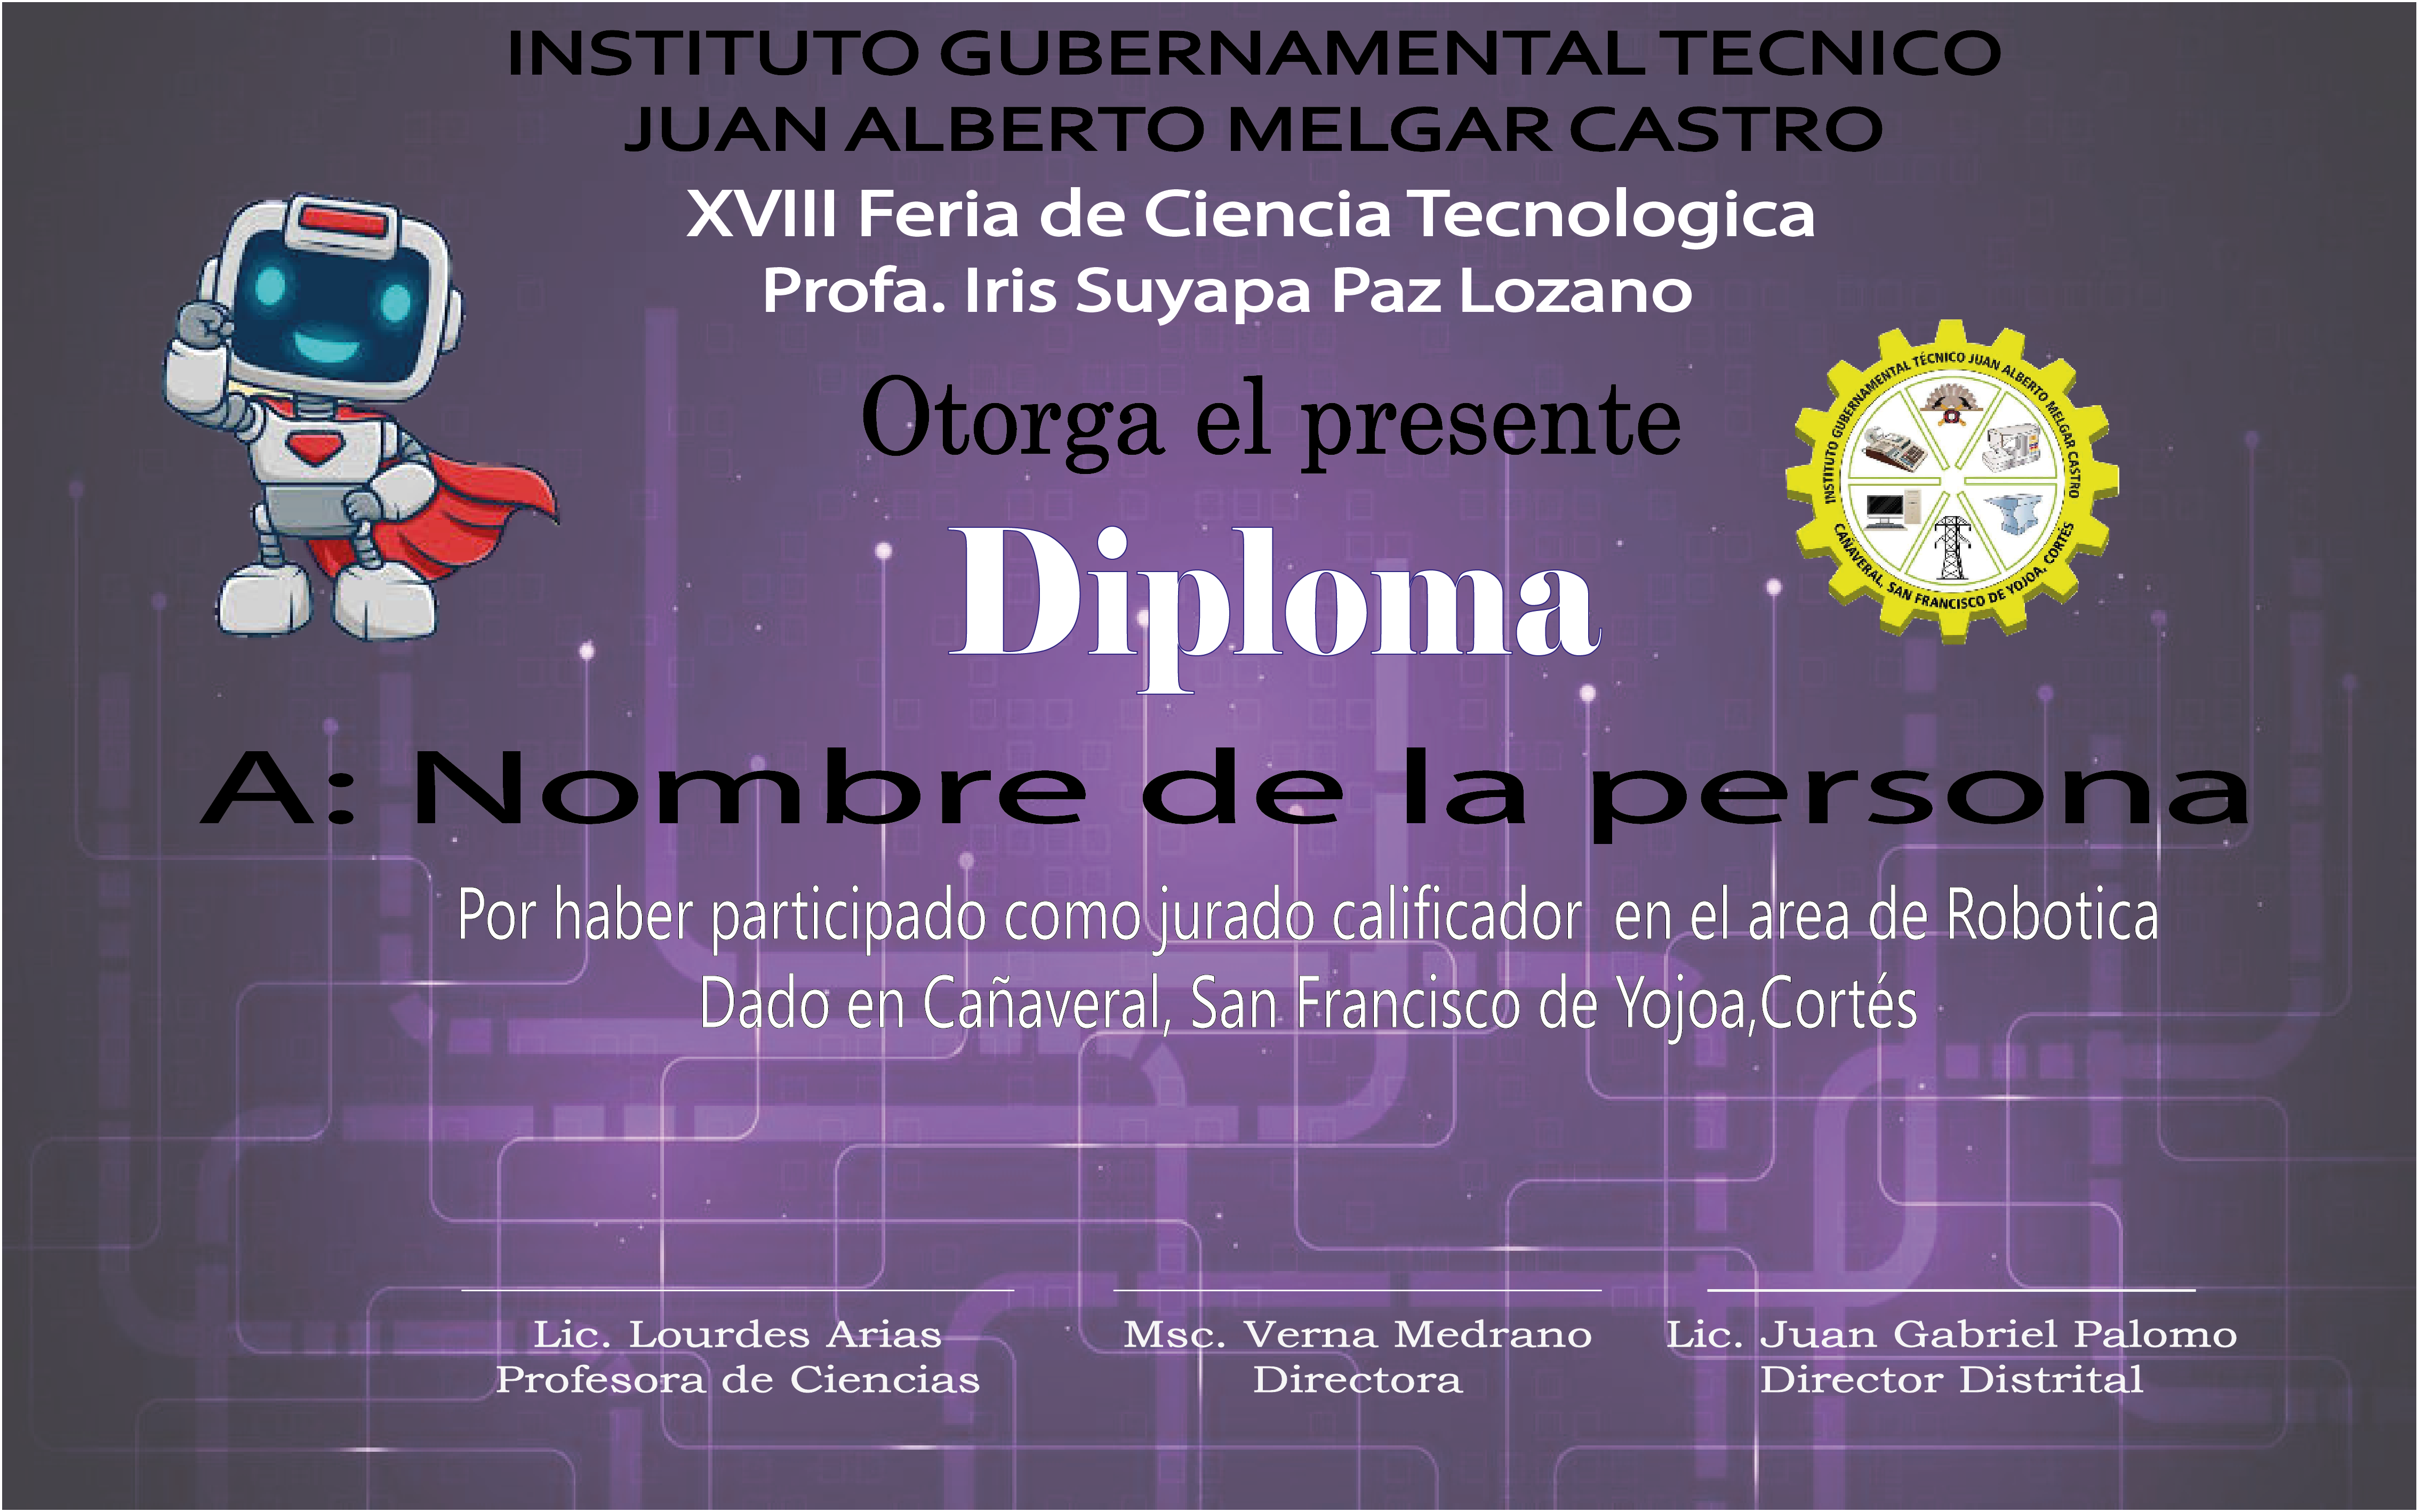 INSTITUTO GUBERNAMENTAL TECNICO
JUAN ALBERTO MELGAR CASTRO
XVIII Feria de Ciencia Tecnologica
Profa. Iris Suyapa Paz Lozano
INSTITUTO GUBERNAMENTAL TÉCNICO JUAN ALBERTO MELGAR CASTRO
CAÑAVERAL, SAN FRANCISCO DE YOJOA, CORTÉS
Otorga el presente
Diploma
A: Nombre de la persona
Por haber participado como jurado calificador en el area de Robotica
Dado en Cañaveral, San Francisco de Yojoa,Cortés
Lic. Lourdes Arias
Profesora de Ciencias
Msc. Verna Medrano
Directora
Lic. Juan Gabriel Palomo
Director Distrital